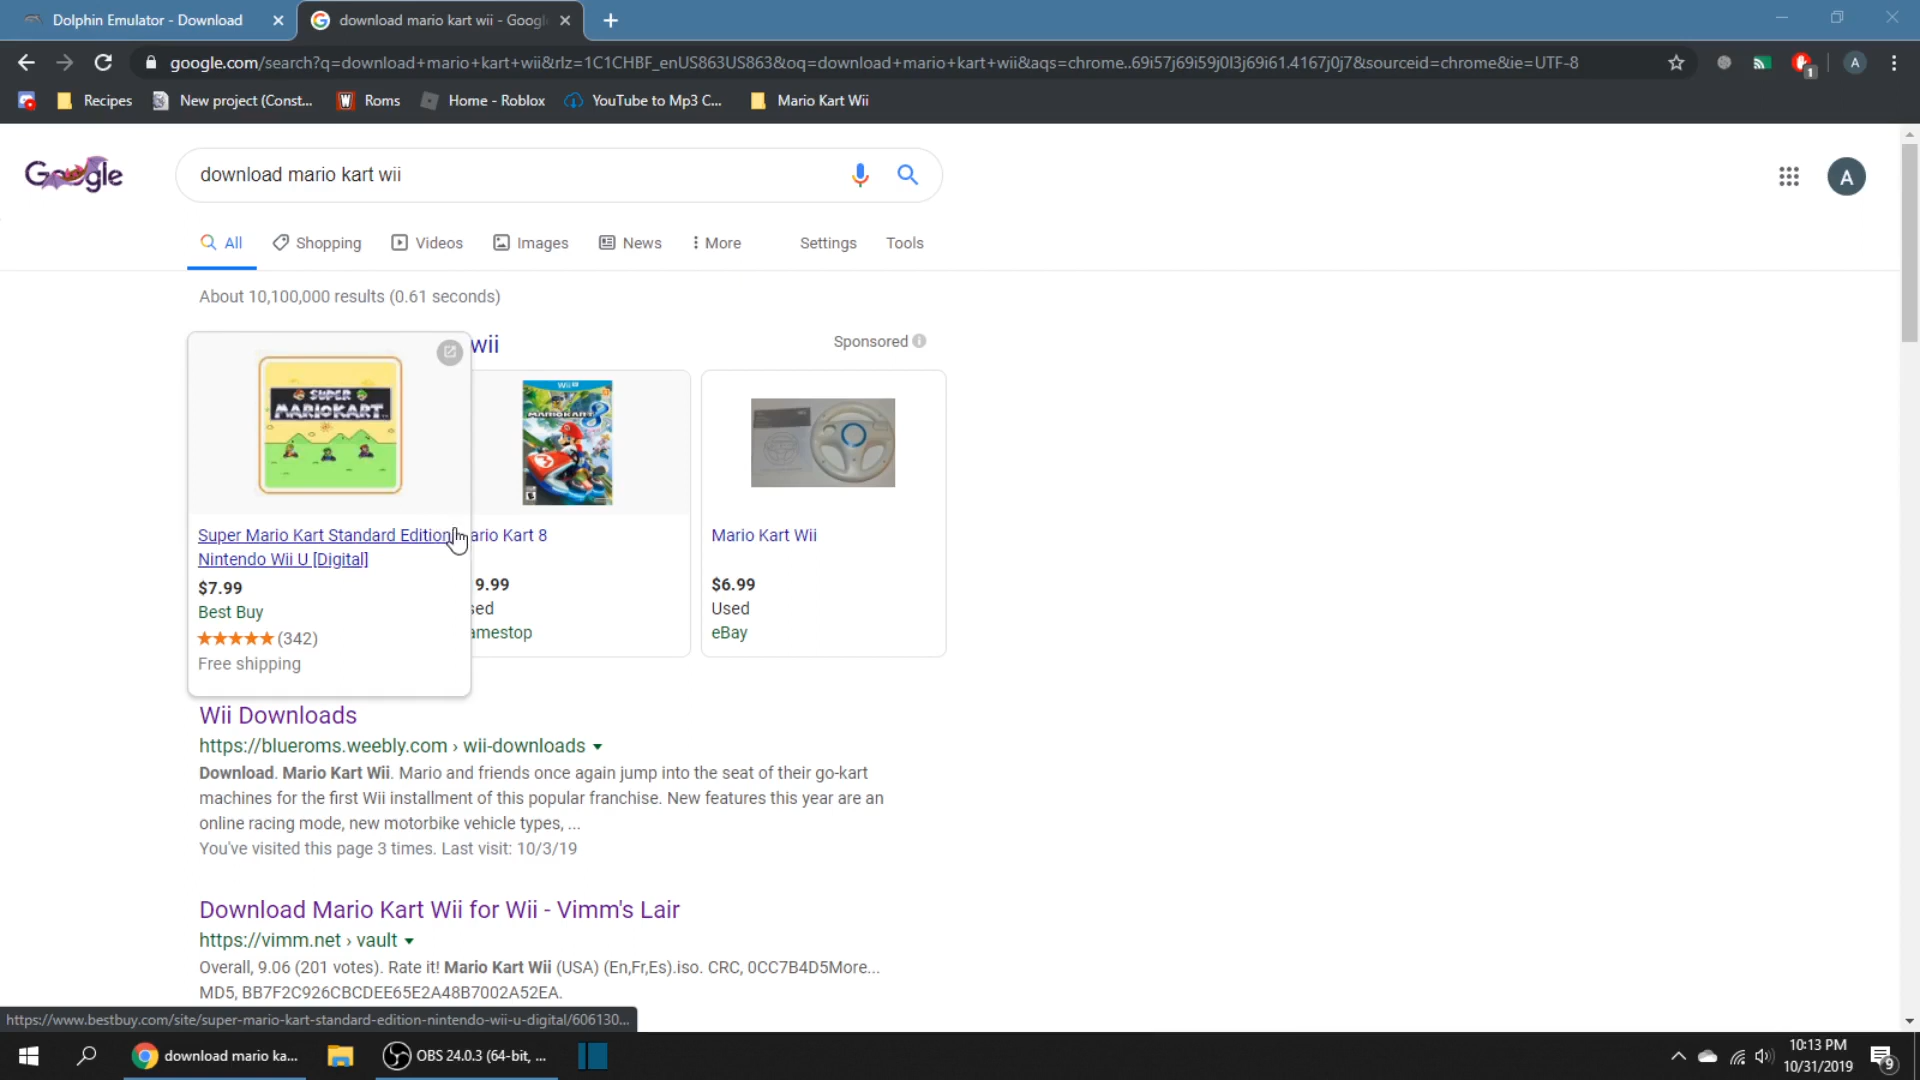 Dolphin Emulator - Download
download mario kart wii - Googl
google.com/search?q=download+mario+kart+wii&rlz=1C1CHBF_enUS863US863&oq=download+mario+kart+wii&aqs=chrome..69i57j69i59j0l3j69i61.4167j0j7&sourceid=chrome&ie=UTF-8
1
A
Recipes
New project (Const...
W
Roms
Home - Roblox
YouTube to Mp3 C...
Mario Kart Wii
Google
download mario kart wii
A
All
Shopping
Videos
Images
News
More
Settings
Tools
About 10,100,000 results (0.61 seconds)
wii
Sponsored
SUPER
MARIOKART
Wii U
MARIOKART 8
Super Mario Kart Standard Edition
Nintendo Wii U [Digital]
$7.99
Best Buy
(342)
Free shipping
ario Kart 8
9.99
sed
amestop
Mario Kart Wii
$6.99
Used
eBay
Wii Downloads
https://blueroms.weebly.com › wii-downloads
Download. Mario Kart Wii. Mario and friends once again jump into the seat of their go-kart
machines for the first Wii installment of this popular franchise. New features this year are an
online racing mode, new motorbike vehicle types, ...
You've visited this page 3 times. Last visit: 10/3/19
Download Mario Kart Wii for Wii - Vimm's Lair
https://vimm.net › vault
Overall, 9.06 (201 votes). Rate it! Mario Kart Wii (USA) (En,Fr,Es).iso. CRC, 0CC7B4D5More...
MD5, BB7F2C926CBCDEE65E2A48B7002A52EA.
https://www.bestbuy.com/site/super-mario-kart-standard-edition-nintendo-wii-u-digital/606130...
download mario ka...
OBS 24.0.3 (64-bit, ...
10:13 PM
10/31/2019
9